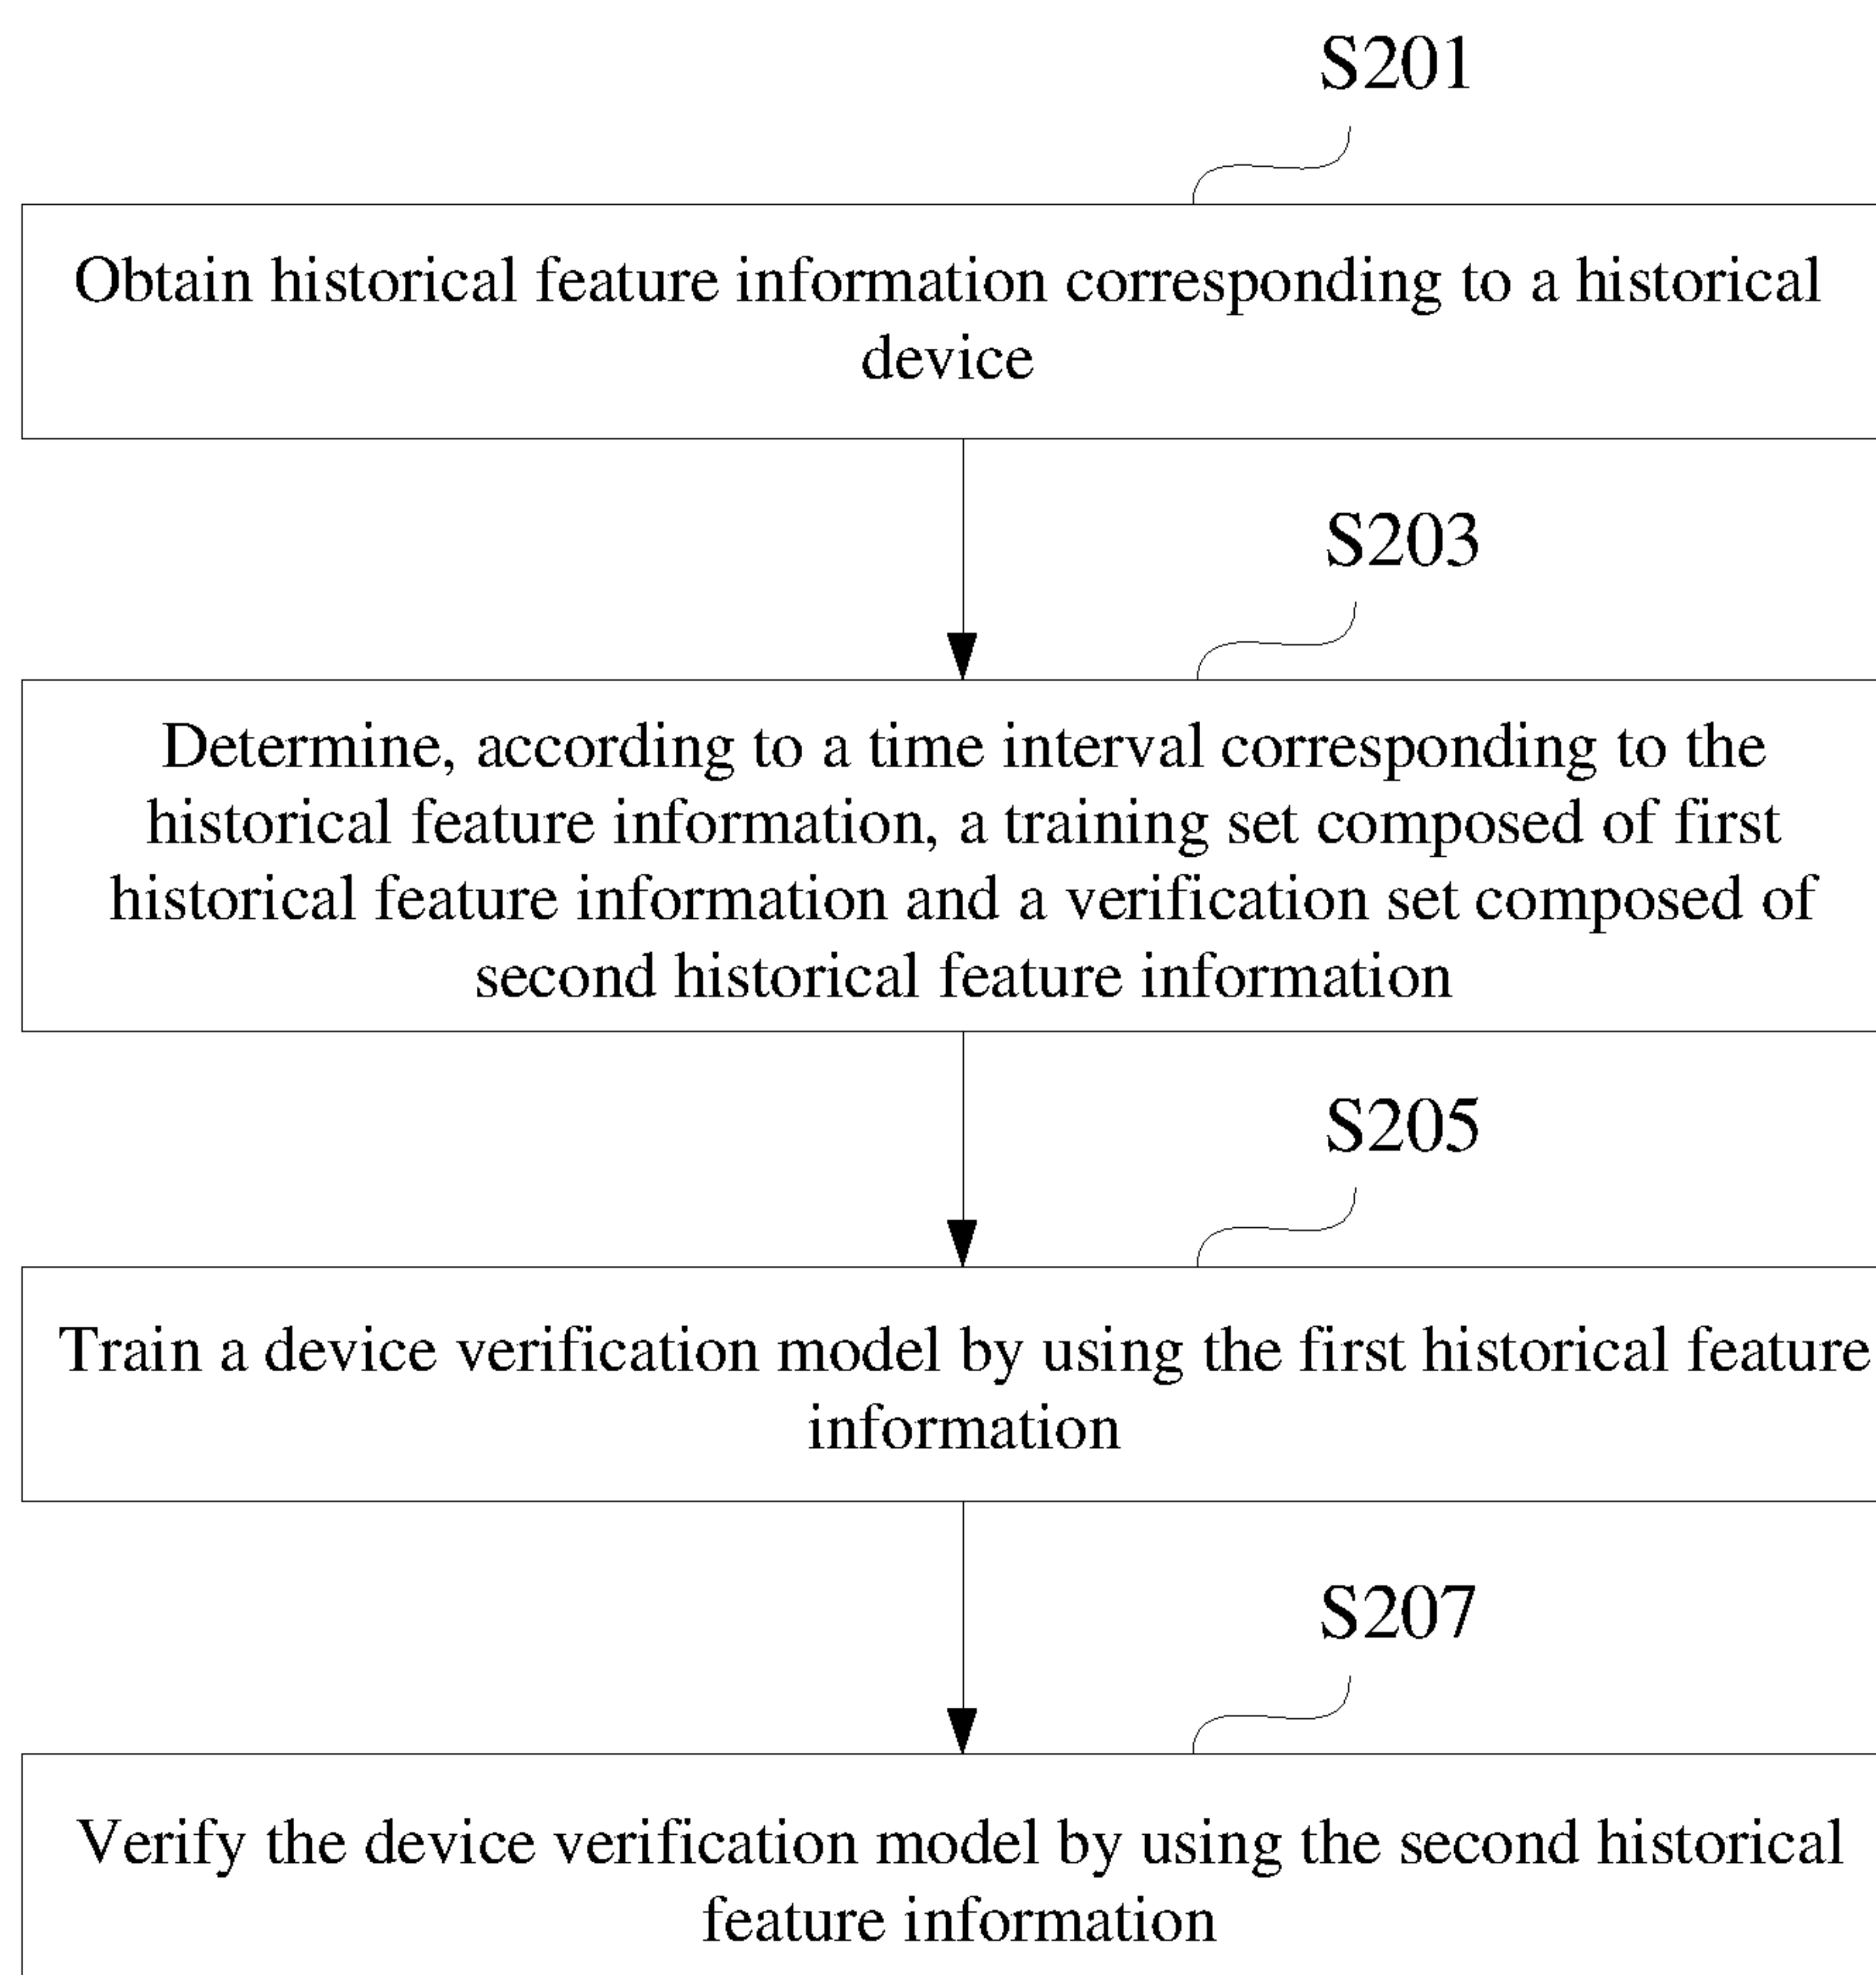 S201
Obtain historical feature information corresponding to a historical
device
S203
Determine, according to a time interval corresponding to the
historical feature information, a training set composed of first
historical feature information and a verification set composed of
second historical feature information
S205
Train a device verification model by using the first historical feature
information
S207
Verify the device verification model by using the second historical
feature information